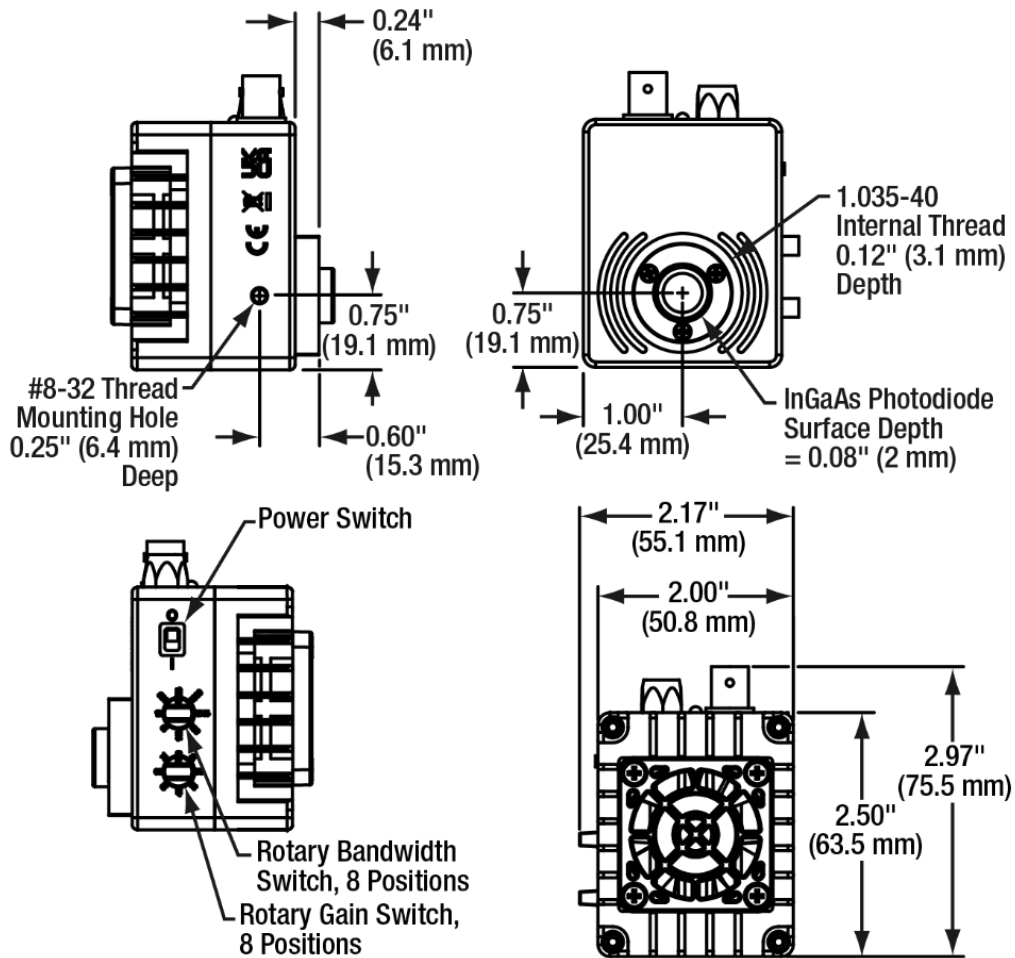 0.24"
(6.1 mm)
UK
CA
CE
0.75"
(19.1 mm)
#8-32 Thread
Mounting Hole
0.25" (6.4 mm)
Deep
0.60"
(15.3 mm)
1.035-40
Internal Thread
0.12" (3.1 mm)
Depth
0.75"
(19.1 mm)
1.00"
(25.4 mm)
InGaAs Photodiode
Surface Depth
= 0.08" (2 mm)
Power Switch
Rotary Bandwidth
Switch, 8 Positions
Rotary Gain Switch,
8 Positions
2.17"
(55.1 mm)
2.00"
(50.8 mm)
2.97"
(75.5 mm)
2.50"
(63.5 mm)